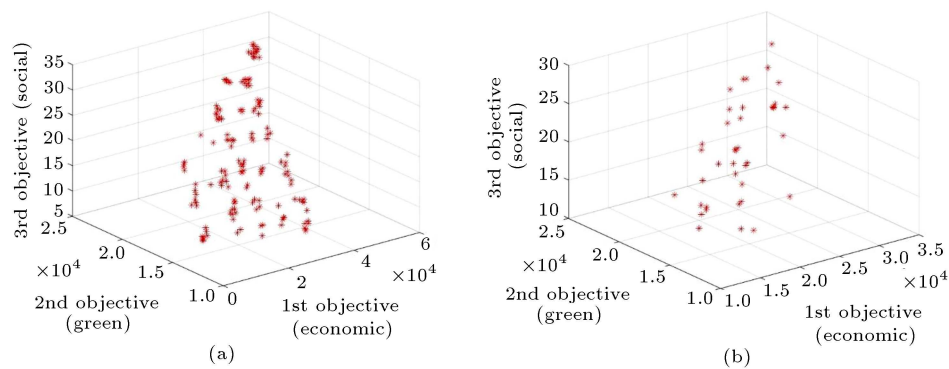 35
30
25
20
15
10
5
3rd objective (social)
2.5
2.0
1.5
1.0
×10⁴
2nd objective
(green)
0
2
4
6
×10⁴
1st objective
(economic)
(a)
30
25
20
15
10
3rd objective
(social)
2.5
2.0
1.5
1.0
×10⁴
2nd objective
(green)
1.0
1.5
2.0
2.5
3.0
3.5
×10⁴
1st objective
(economic)
(b)